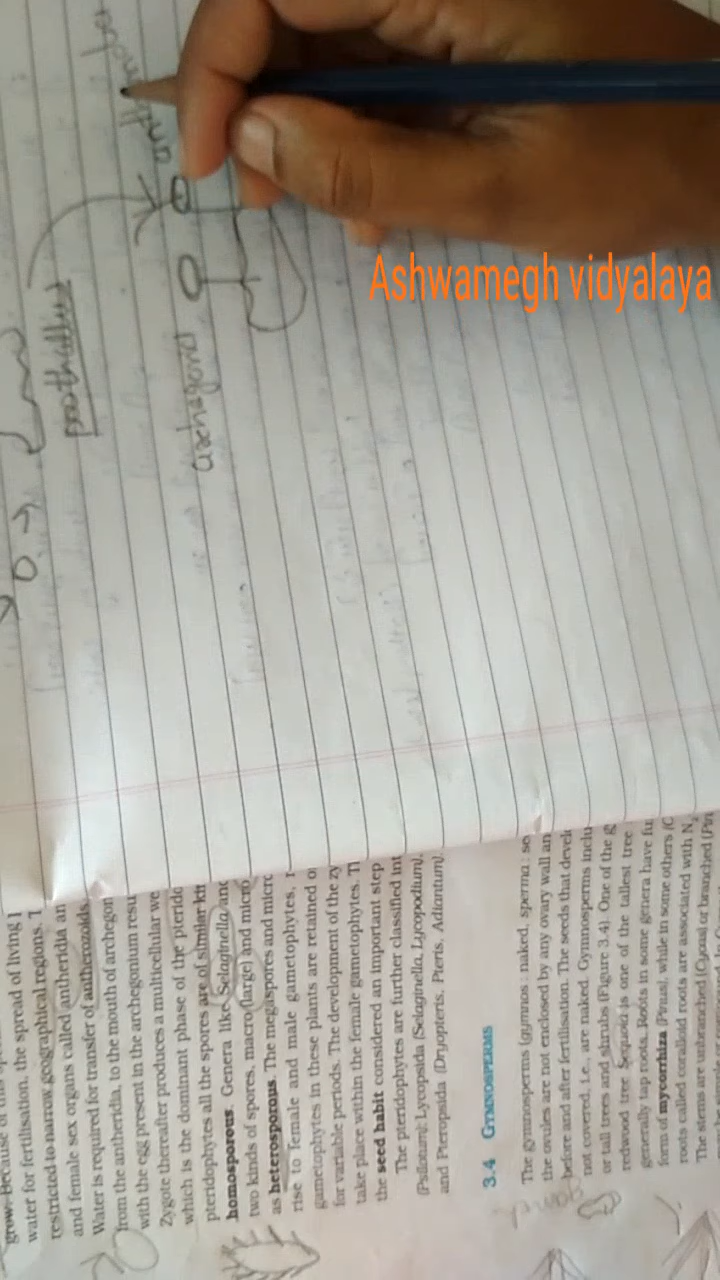 Ashwamegh vidyalaya
prothallus
archegonia
grow. Because of this
water for fertilisation, the spread of living
restricted to narrow geographical regions.
and female sex organs called antheridia an
Water is required for transfer of antherozoids
from the antheridia, to the mouth of archegon
with the egg present in the archegonium resu
Zygote thereafter produces a multicellular we
which is the dominant phase of the pterido
pteridophytes all the spores are of similar ki
homosporous. Genera like Selaginella and
two kinds of spores, macro (large) and micro
as heterosporous. The megaspores and micro
rise to female and male gametophytes, r
gametophytes in these plants are retained o
for variable periods. The development of the zy
take place within the female gametophytes. T
the seed habit considered an important step
The pteridophytes are further classified int
(Psilotum); Lycopsida (Selaginella, Lycopodium),
and Pteropsida (Dryopteris, Pteris, Adiantum).
3.4 GYMNOSPERMS
The gymnosperms (gymnos : naked, sperma : se
the ovules are not enclosed by any ovary wall an
before and after fertilisation. The seeds that devel
not covered, i.e., are naked. Gymnosperms inclu
or tall trees and shrubs (Figure 3.4). One of the g
redwood tree Sequoia is one of the tallest tree
generally tap roots. Roots in some genera have fu
form of mycorrhiza (Pinus), while in some others (C
roots called coralloid roots are associated with N
The stems are unbranched (Cycas) or branched (Pin